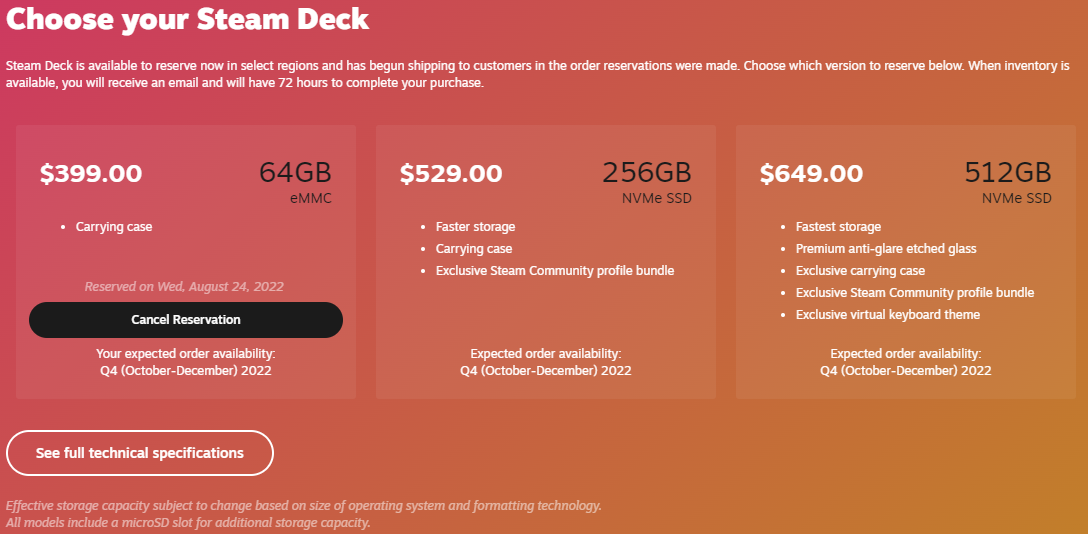 Choose your Steam Deck
Steam Deck is available to reserve now in select regions and has begun shipping to customers in the order reservations were made. Choose which version to reserve below. When inventory is
available, you will receive an email and will have 72 hours to complete your purchase.
$399.00
64GB
eMMC
• Carrying case
Reserved on Wed, August 24, 2022
Cancel Reservation
Your expected order availability:
Q4 (October-December) 2022
$529.00
256GB
NVMe SSD
• Faster storage
• Carrying case
• Exclusive Steam Community profile bundle
Expected order availability:
Q4 (October-December) 2022
$649.00
512GB
NVMe SSD
• Fastest storage
• Premium anti-glare etched glass
• Exclusive carrying case
• Exclusive Steam Community profile bundle
• Exclusive virtual keyboard theme
Expected order availability:
Q4 (October-December) 2022
See full technical specifications
Effective storage capacity subject to change based on size of operating system and formatting technology.
All models include a microSD slot for additional storage capacity.